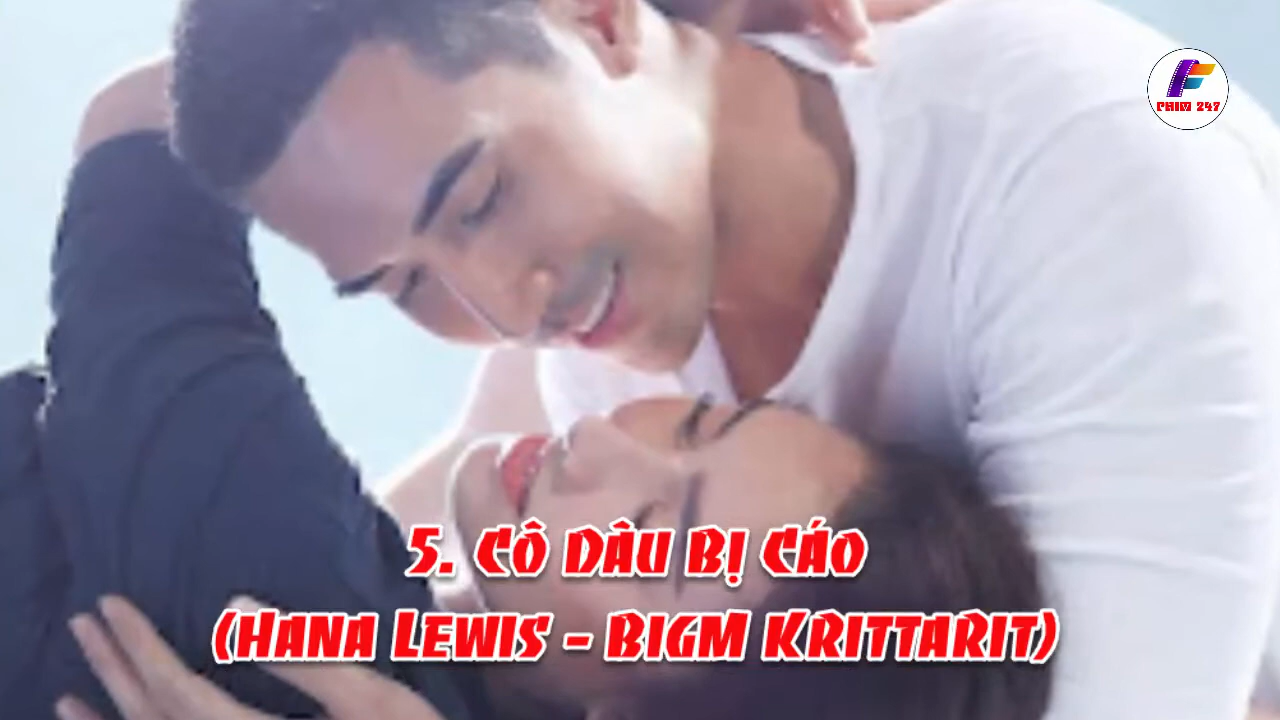 PHIM 247
5. CÔ DÂU BỊ CÁO
(HANA LEWIS - BIGM KRITTARIT)